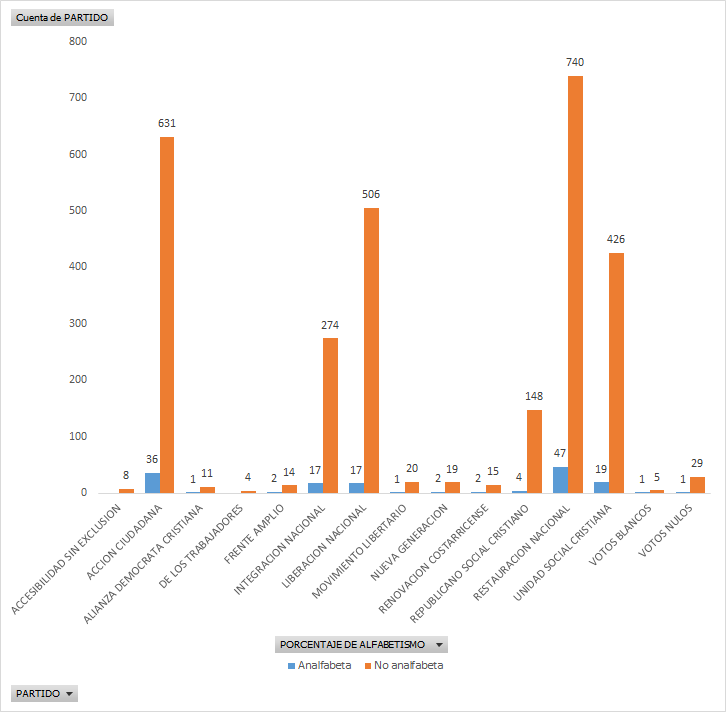 Cuenta de PARTIDO
800
700
600
500
400
300
200
100
0
8
36
631
1
11
4
2
14
17
274
17
506
1
20
2
19
2
15
4
148
47
740
19
426
1
5
1
29
ACCESIBILIDAD SIN EXCLUSION
ACCION CIUDADANA
ALIANZA DEMOCRATA CRISTIANA
DE LOS TRABAJADORES
FRENTE AMPLIO
INTEGRACION NACIONAL
LIBERACION NACIONAL
MOVIMIENTO LIBERTARIO
NUEVA GENERACION
RENOVACION COSTARRICENSE
REPUBLICANO SOCIAL CRISTIANO
RESTAURACION NACIONAL
UNIDAD SOCIAL CRISTIANA
VOTOS BLANCOS
VOTOS NULOS
PORCENTAJE DE ALFABETISMO
Analfabeta No analfabeta
PARTIDO